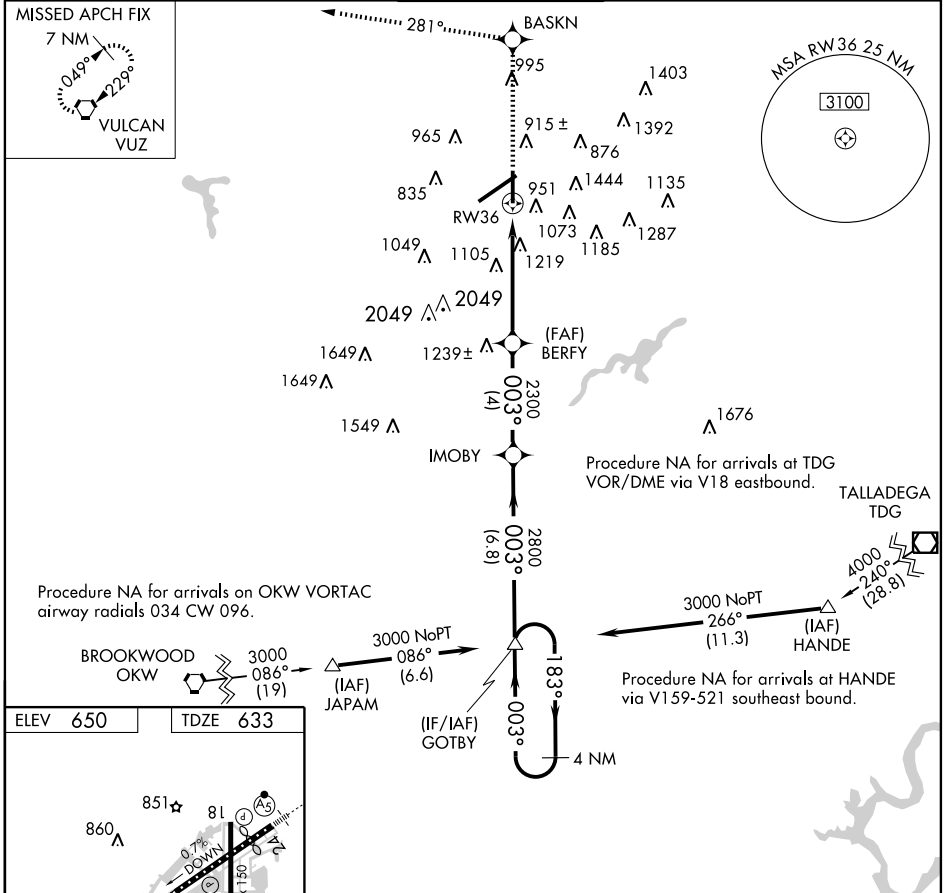 MISSED APCH FIX
7 NM
049°
229°
VULCAN
VUZ
281°
BASKN
995
1403
MSA RW36 25 NM
3100
965
915 ±
1392
876
835
951
1444
1135
RW36
1073
1287
1185
1049
1105
1219
2049
2049
(FAF)
BERFY
1239±
1649
1649
2300
003°
(4)
1549
1676
IMOBY
Procedure NA for arrivals at TDG
VOR/DME via V18 eastbound.
TALLADEGA
TDG
2800
003°
(6.8)
4000
240°
(28.8)
Procedure NA for arrivals on OKW VORTAC
airway radials 034 CW 096.
3000 NoPT
266°
(11.3)
(IAF)
HANDE
BROOKWOOD
OKW
3000
086°
(19)
3000 NoPT
086°
(6.6)
(IAF)
JAPAM
183°
Procedure NA for arrivals at HANDE
via V159-521 southeast bound.
(IF/IAF)
GOTBY
003°
4 NM
ELEV 650
TDZE 633
851
18
P
A5
860
0.7%
DOWN
24
P
x 150